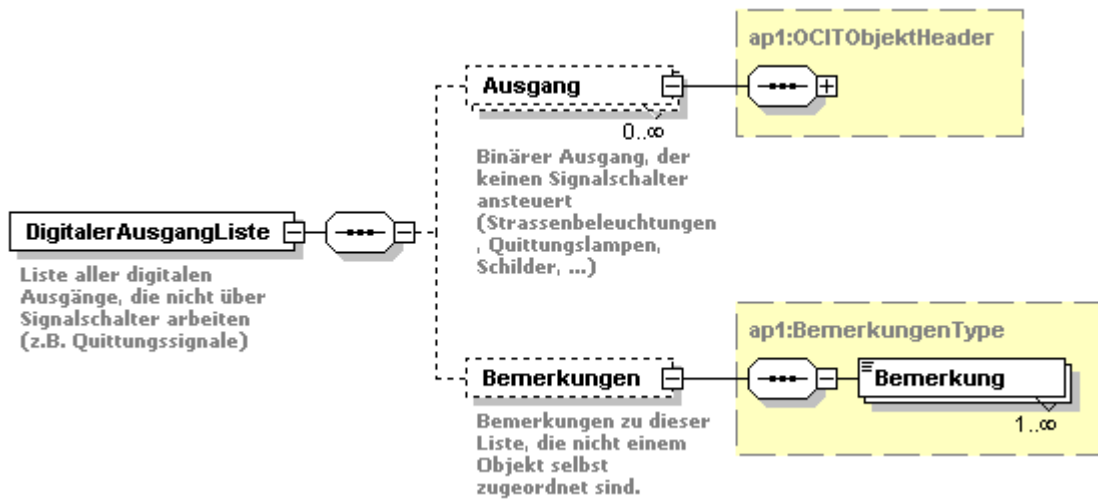 ap1:OCITObjektHeader
Ausgang
0..∞
Binärer Ausgang, der
keinen Signalschalter
ansteuert
(Strassenbeleuchtungen
, Quittungslampen,
Schilder, ...)
DigitalerAusgangListe
Liste aller digitalen
Ausgänge, die nicht über
Signalschalter arbeiten
(z.B. Quittungssignale)
ap1:BemerkungenType
Bemerkungen
Bemerkung
1..∞
Bemerkungen zu dieser
Liste, die nicht einem
Objekt selbst
zugeordnet sind.